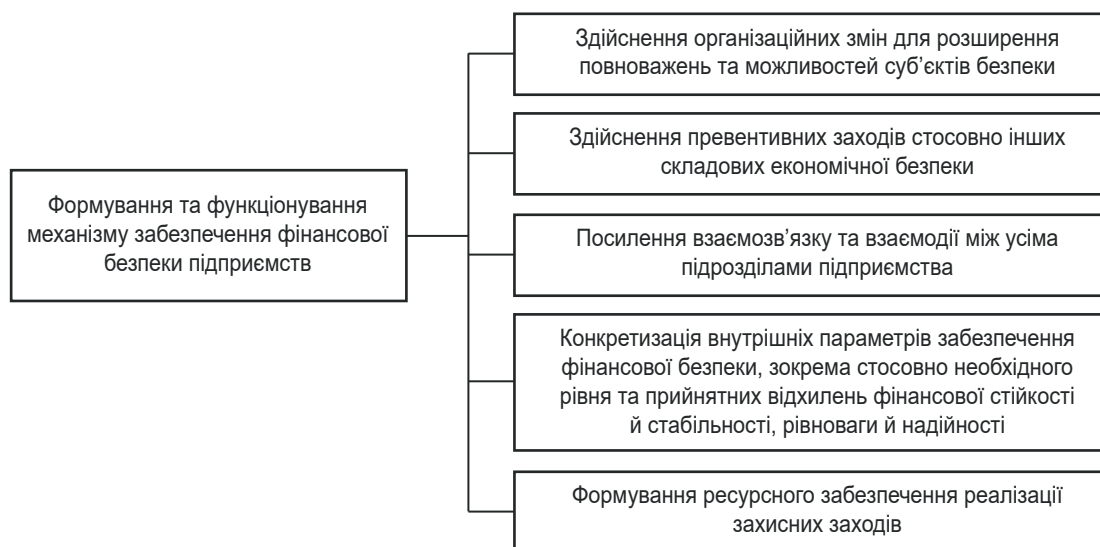 Формування та функціонування
механізму забезпечення фінансової
безпеки підприємств
Здійснення організаційних змін для розширення
повноважень та можливостей суб’єктів безпеки
Здійснення превентивних заходів стосовно інших
складових економічної безпеки
Посилення взаємозв’язку та взаємодії між усіма
підрозділами підприємства
Конкретизація внутрішніх параметрів забезпечення
фінансової безпеки, зокрема стосовно необхідного
рівня та прийнятних відхилень фінансової стійкості
й стабільності, рівноваги й надійності
Формування ресурсного забезпечення реалізації
захисних заходів